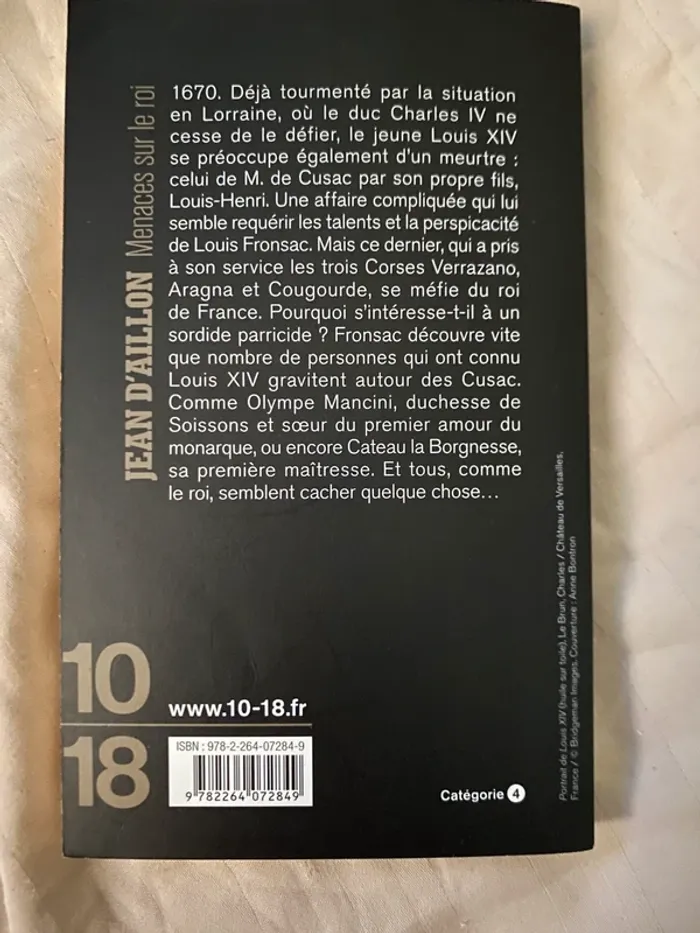 JEAN D'AILLON Menaces sur le roi
1670. Déjà tourmenté par la situation
en Lorraine, où le duc Charles IV ne
cesse de le défier, le jeune Louis XIV
se préoccupe également d'un meurtre :
celui de M. de Cusac par son propre fils,
Louis-Henri. Une affaire compliquée qui lui
semble requérir les talents et la perspicacité
de Louis Fronsac. Mais ce dernier, qui a pris
à son service les trois Corses Verrazano,
Aragna et Cougourde, se méfie du roi
de France. Pourquoi s'intéresse-t-il à un
sordide parricide ? Fronsac découvre vite
que nombre de personnes qui ont connu
Louis XIV gravitent autour des Cusac.
Comme Olympe Mancini, duchesse de
Soissons et sœur du premier amour du
monarque, ou encore Cateau la Borgnesse,
sa première maîtresse. Et tous, comme
le roi, semblent cacher quelque chose…
10
18
www.10-18.fr
ISBN : 978-2-264-07284-9
9 782264 072849
Catégorie 4
Portrait de Louis XIV (huile sur toile), Le Brun, Charles / Château de Versailles,
France / © Bridgeman Images. Couverture : Anne Bontron